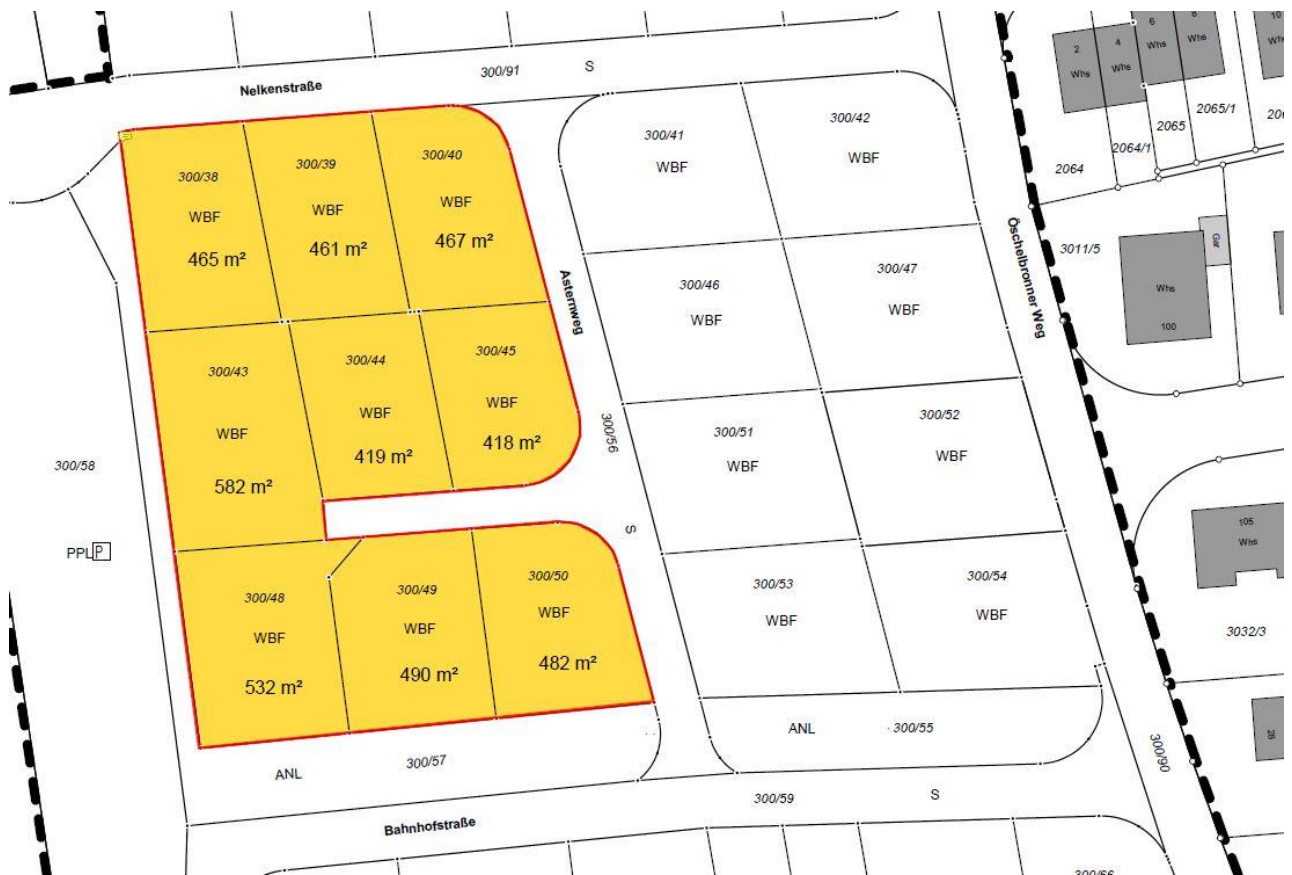 Nelkenstraße
300/91
S
2
Whs
4
Whs
6
Whs
8
Whs
10
2065/1
2065
2064/1
2064
300/38
WBF
465 m²
300/39
WBF
461 m²
300/40
WBF
467 m²
300/41
WBF
300/42
WBF
Asternweg
Öschelbronner Weg
3011/5
Gar
Whs
100
300/43
WBF
582 m²
300/44
WBF
419 m²
300/45
WBF
418 m²
300/46
WBF
300/47
WBF
300/56
S
300/51
WBF
300/52
WBF
300/58
PPL P
300/48
WBF
532 m²
300/49
WBF
490 m²
300/50
WBF
482 m²
300/53
WBF
300/54
WBF
105
Whs
3032/3
28
ANL
300/57
ANL
300/55
300/90
300/59
S
Bahnhofstraße